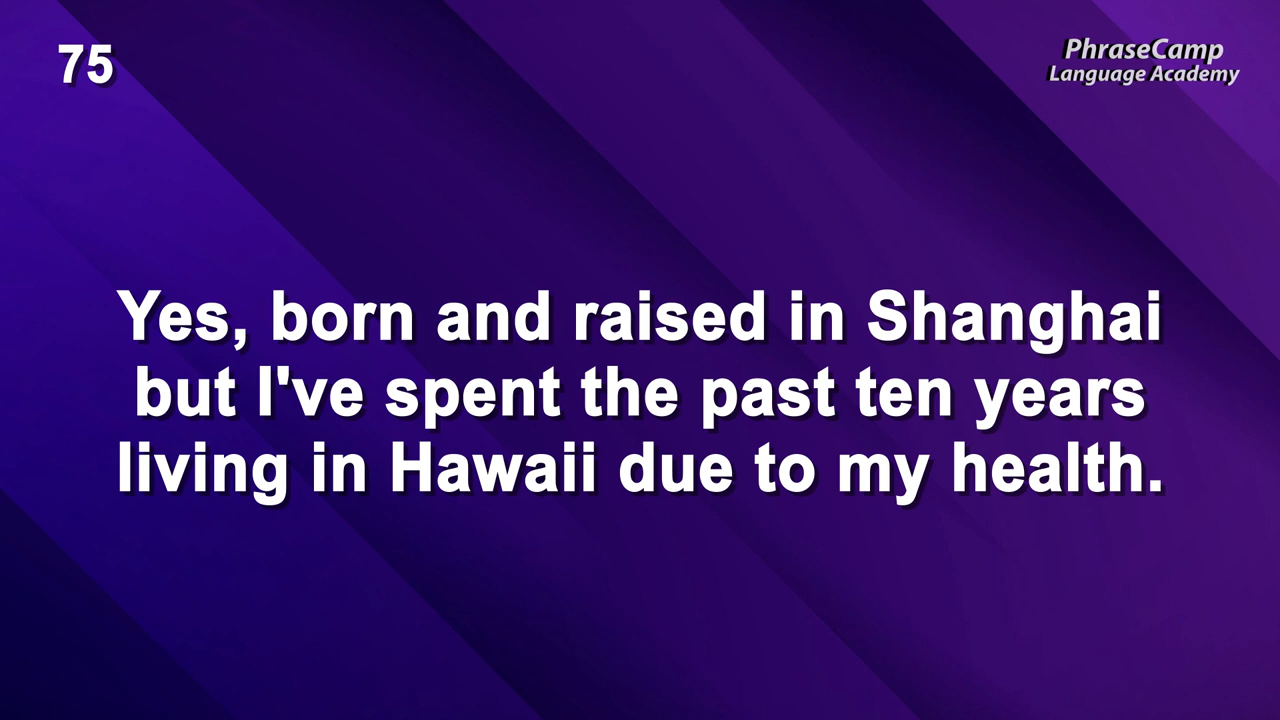 75
PhraseCamp
Language Academy
Yes, born and raised in Shanghai
but I've spent the past ten years
living in Hawaii due to my health.